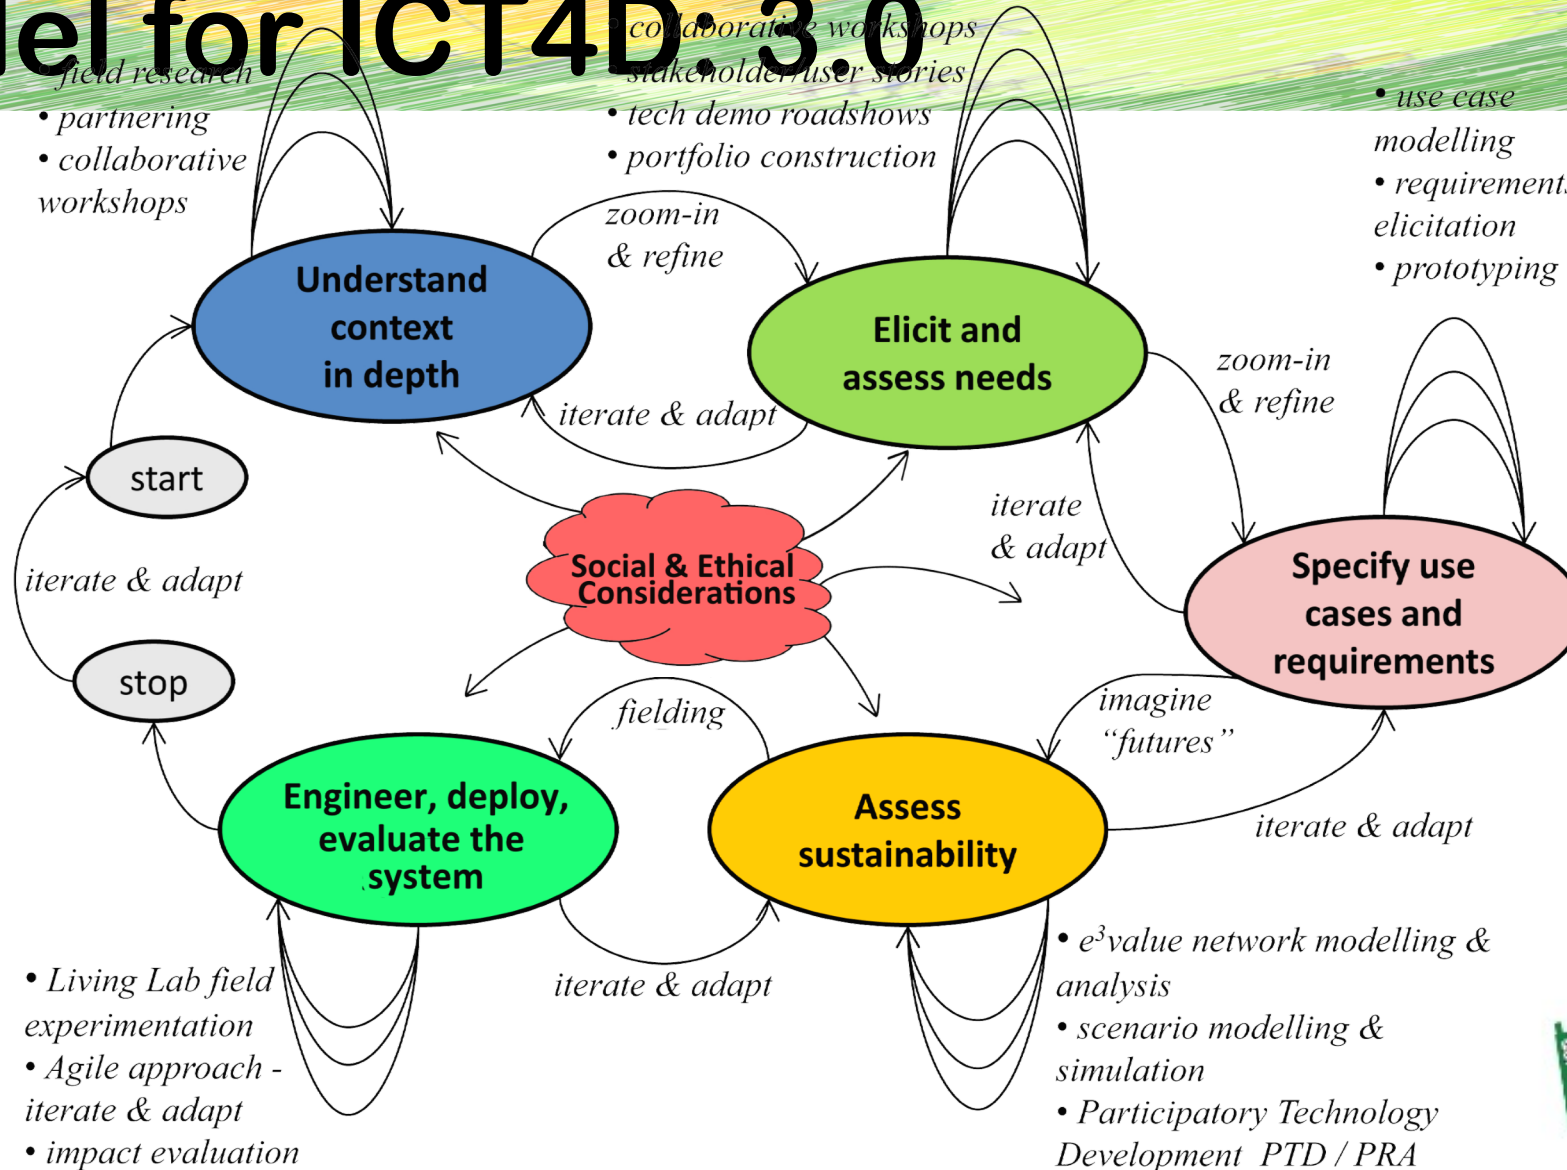 el for ICT4D: 3.0
• field research
• partnering
• collaborative
workshops
• collaborative workshops
• stakeholder/user stories
• tech demo roadshows
• portfolio construction
• use case
modelling
• requirements
elicitation
• prototyping
zoom-in
& refine
Understand
context
in depth
Elicit and
assess needs
zoom-in
& refine
iterate & adapt
start
iterate
& adapt
Social & Ethical
Considerations
Specify use
cases and
requirements
iterate & adapt
stop
fielding
imagine
“futures”
Engineer, deploy,
evaluate the
system
Assess
sustainability
iterate & adapt
iterate & adapt
• Living Lab field
experimentation
• Agile approach -
iterate & adapt
• impact evaluation
• e³value network modelling &
analysis
• scenario modelling &
simulation
• Participatory Technology
Development PTD / PRA